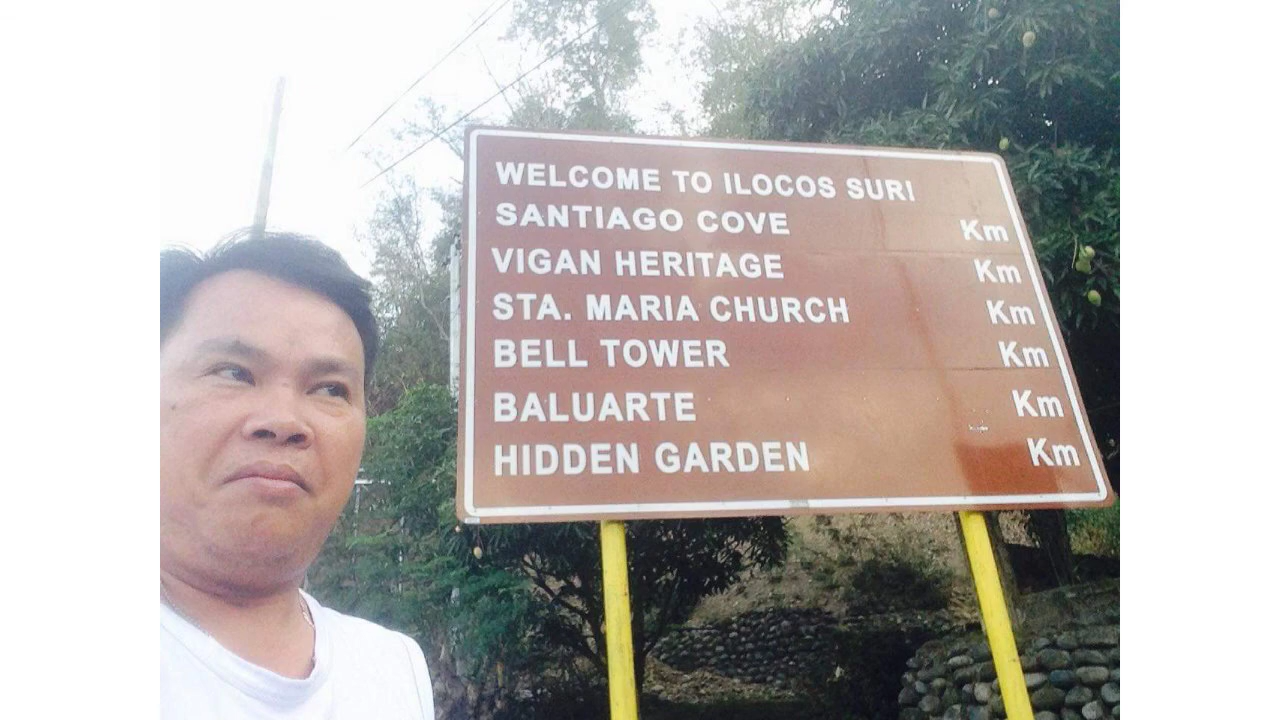 WELCOME TO ILOCOS SURI
SANTIAGO COVE Km
VIGAN HERITAGE Km
STA. MARIA CHURCH Km
BELL TOWER Km
BALUARTE Km
HIDDEN GARDEN Km